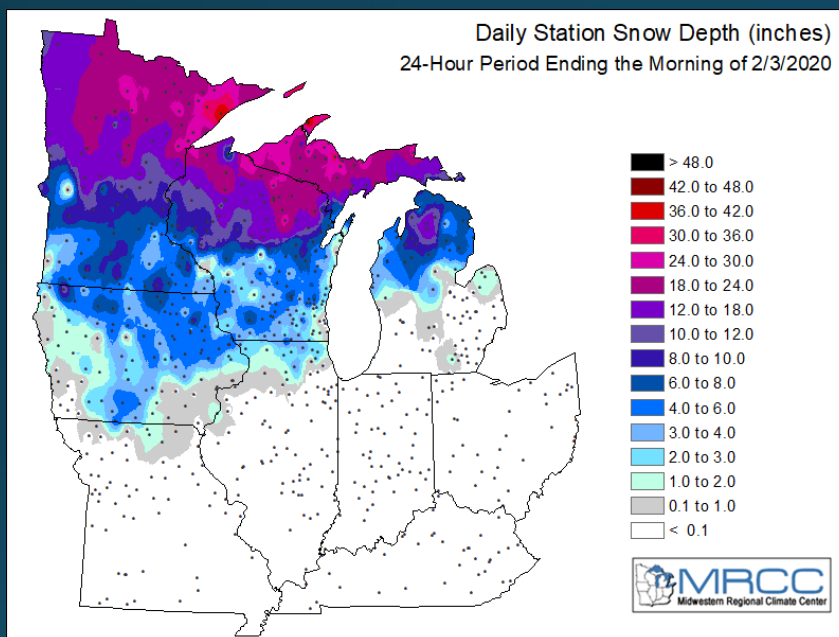 Daily Station Snow Depth (inches)
24-Hour Period Ending the Morning of 2/3/2020
> 48.0
42.0 to 48.0
36.0 to 42.0
30.0 to 36.0
24.0 to 30.0
18.0 to 24.0
12.0 to 18.0
10.0 to 12.0
8.0 to 10.0
6.0 to 8.0
4.0 to 6.0
3.0 to 4.0
2.0 to 3.0
1.0 to 2.0
0.1 to 1.0
< 0.1
MRCC
Midwestern Regional Climate Center